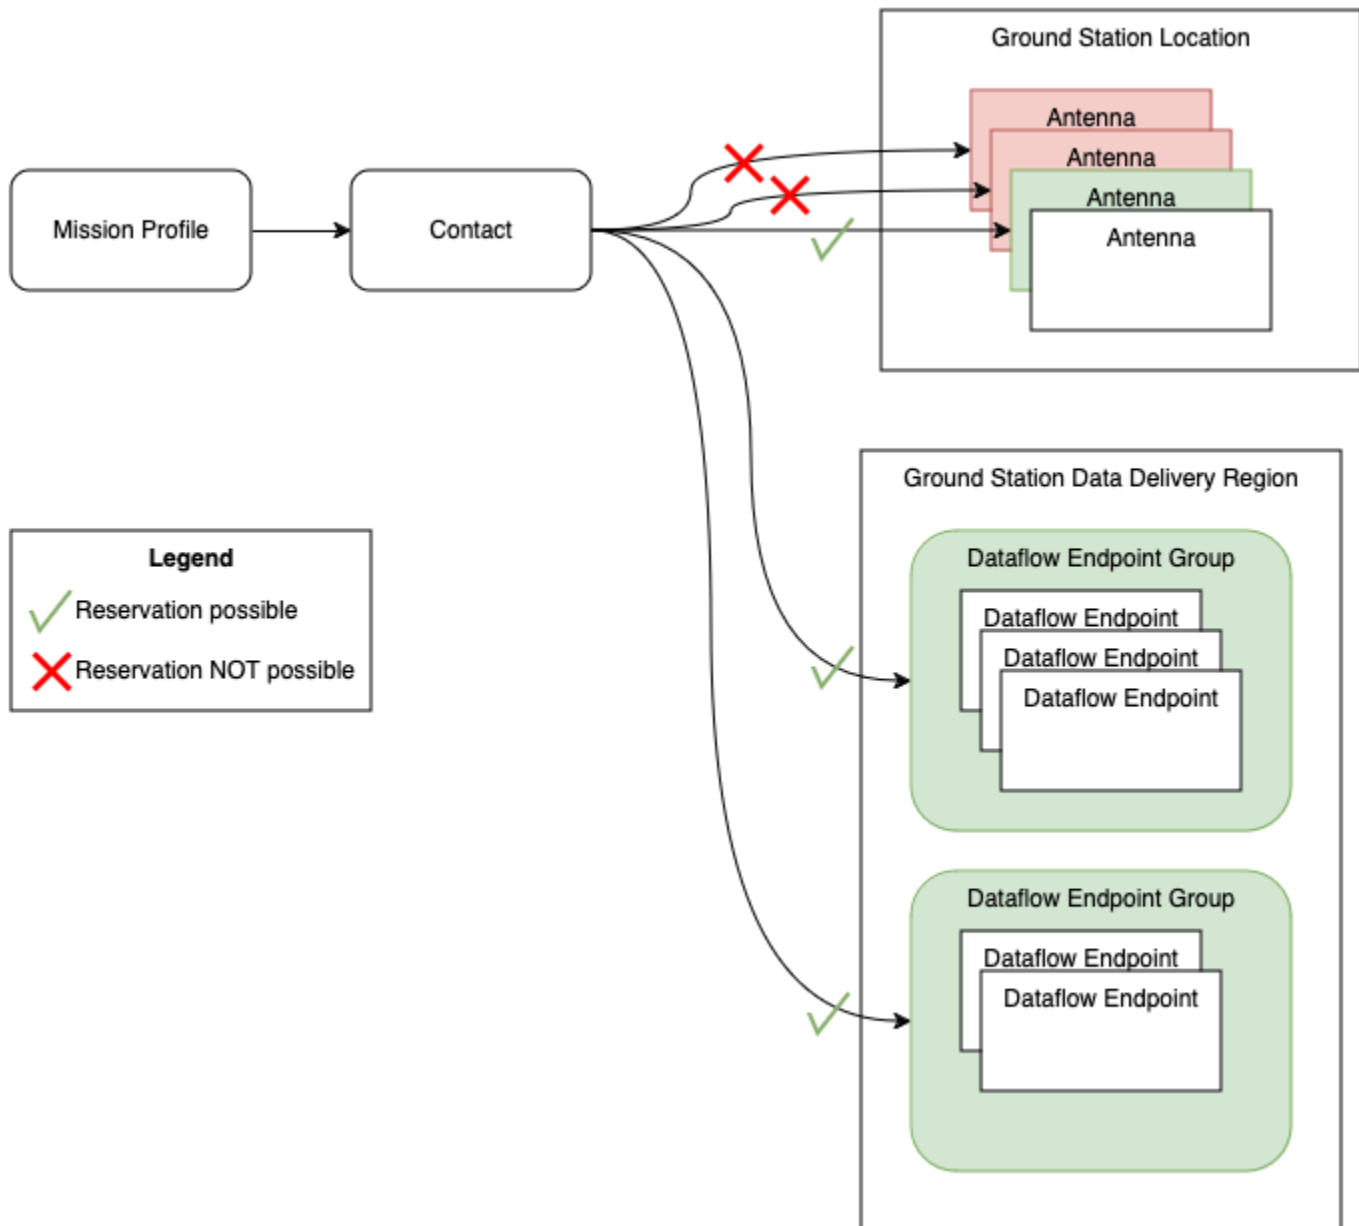 Ground Station Location
Antenna
Antenna
Antenna
Antenna
Mission Profile
Contact
Ground Station Data Delivery Region
Dataflow Endpoint Group
Dataflow Endpoint
Dataflow Endpoint
Dataflow Endpoint
Legend
Reservation possible
Reservation NOT possible
Dataflow Endpoint Group
Dataflow Endpoint
Dataflow Endpoint